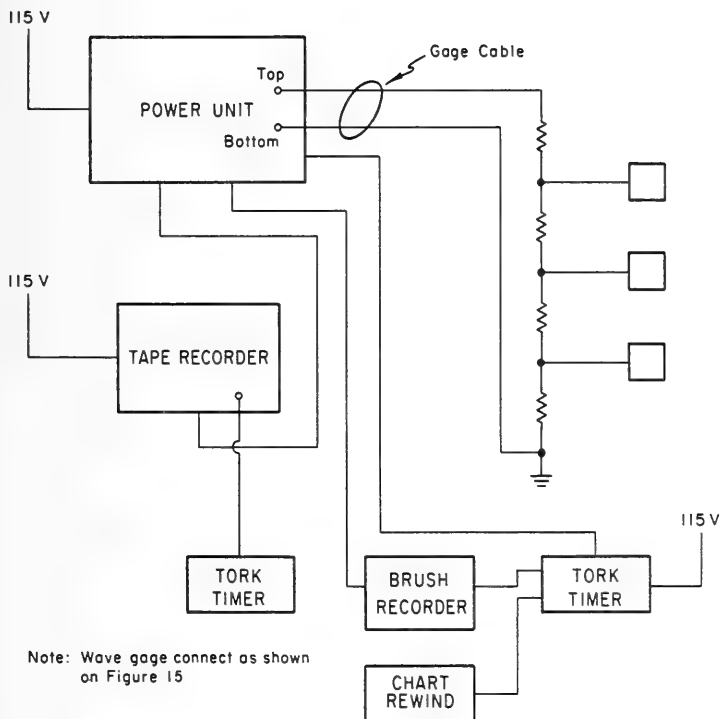 115 V
Gage Cable
Top
POWER UNIT
Bottom
115 V
TAPE RECORDER
115 V
TORK
TIMER
BRUSH
RECORDER
TORK
TIMER
Note: Wave gage connect as shown
on Figure 15
CHART
REWIND